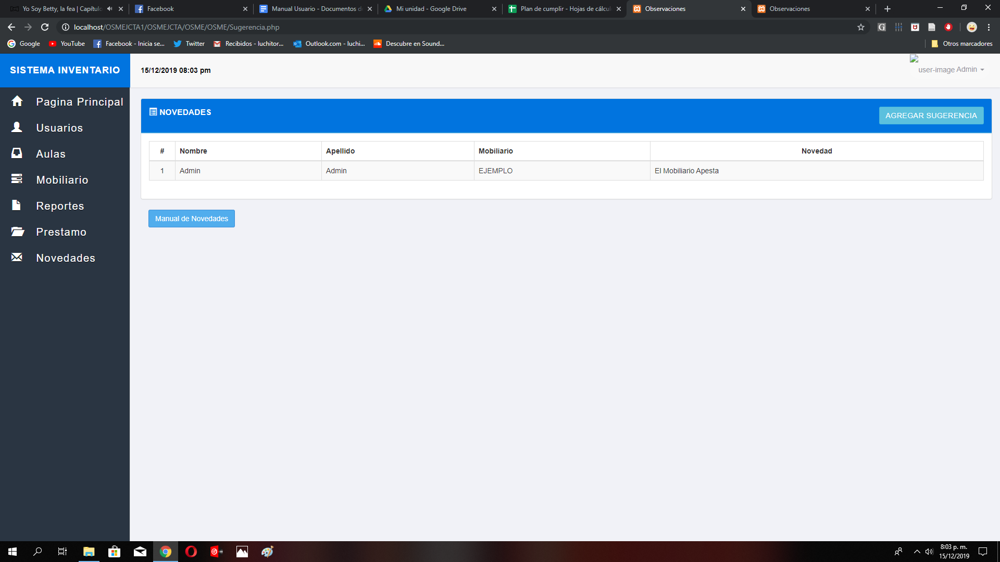 Yo Soy Betty, la fea | Capítulo
Facebook
Manual Usuario - Documentos de
Mi unidad - Google Drive
Plan de cumplir - Hojas de cálcul
Observaciones
Observaciones
localhost/OSMEJCTA1/OSMEJCTA/OSME/OSME/Sugerencia.php
Google
YouTube
Facebook - Inicia se...
Twitter
Recibidos - luchitor...
Outlook.com - luchi...
Descubre en Sound...
Otros marcadores
SISTEMA INVENTARIO
15/12/2019 08:03 pm
user-image Admin
Pagina Principal
Usuarios
Aulas
Mobiliario
Reportes
Prestamo
Novedades
NOVEDADES
AGREGAR SUGERENCIA
# Nombre Apellido Mobiliario Novedad
1 Admin Admin EJEMPLO El Mobiliario Apesta
Manual de Novedades
8:03 p. m.
15/12/2019